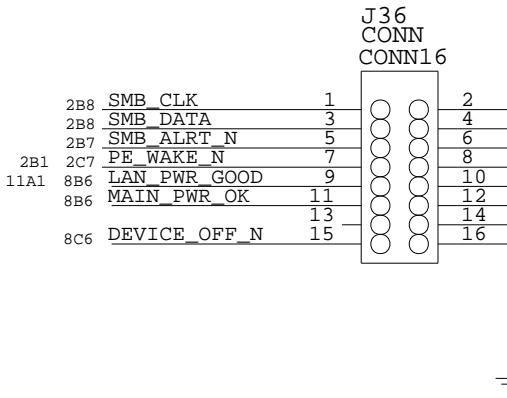 J36
CONN
CONN16
2B8 SMB_CLK 1 2
2B8 SMB_DATA 3 4
2B7 SMB_ALRT_N 5 6
2B1 2C7 PE_WAKE_N 7 8
11A1 8B6 LAN_PWR_GOOD 9 10
8B6 MAIN_PWR_OK 11 12
13 14
8C6 DEVICE_OFF_N 15 16